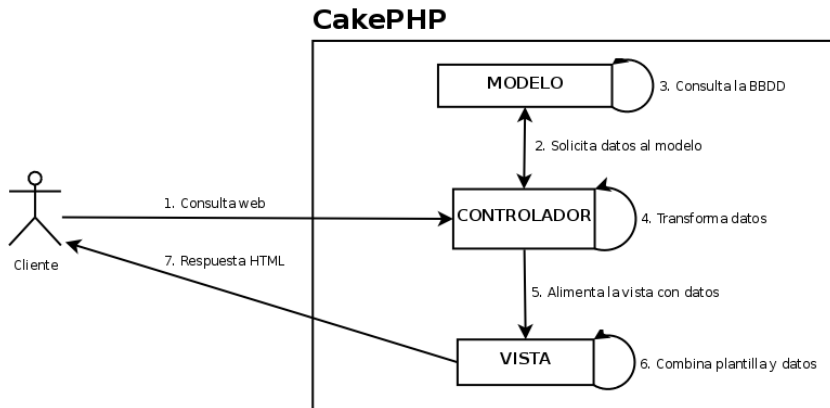 CakePHP
MODELO
3. Consulta la BBDD
2. Solicita datos al modelo
1. Consulta web
CONTROLADOR
4. Transforma datos
Cliente
7. Respuesta HTML
5. Alimenta la vista con datos
VISTA
6. Combina plantilla y datos